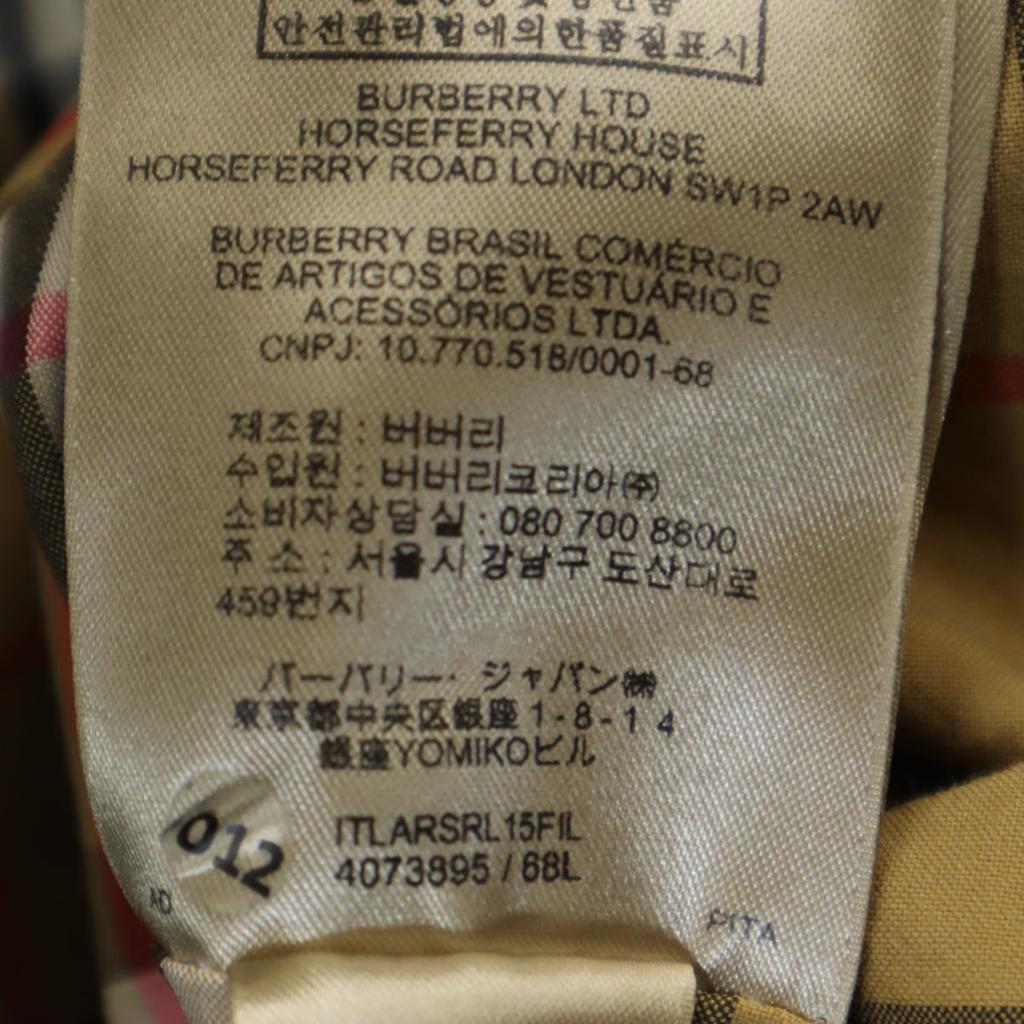 안전관리법에의한품질표시
BURBERRY LTD
HORSEFERRY HOUSE
HORSEFERRY ROAD LONDON SW1P 2AW
BURBERRY BRASIL COMÉRCIO
DE ARTIGOS DE VESTUÁRIO E
ACESSÓRIOS LTDA.
CNPJ: 10.770.518/0001-68
제조원 : 버버리
수입원 : 버버리코리아㈜
소비자상담실 : 080 700 8800
주 소 : 서울시 강남구 도산대로
459번지
バーバリー・ジャパン㈱
東京都中央区銀座 1-8-14
銀座YOMIKOビル
012
ITLARSRL15FIL
4073895 / 68L
AD
PITA